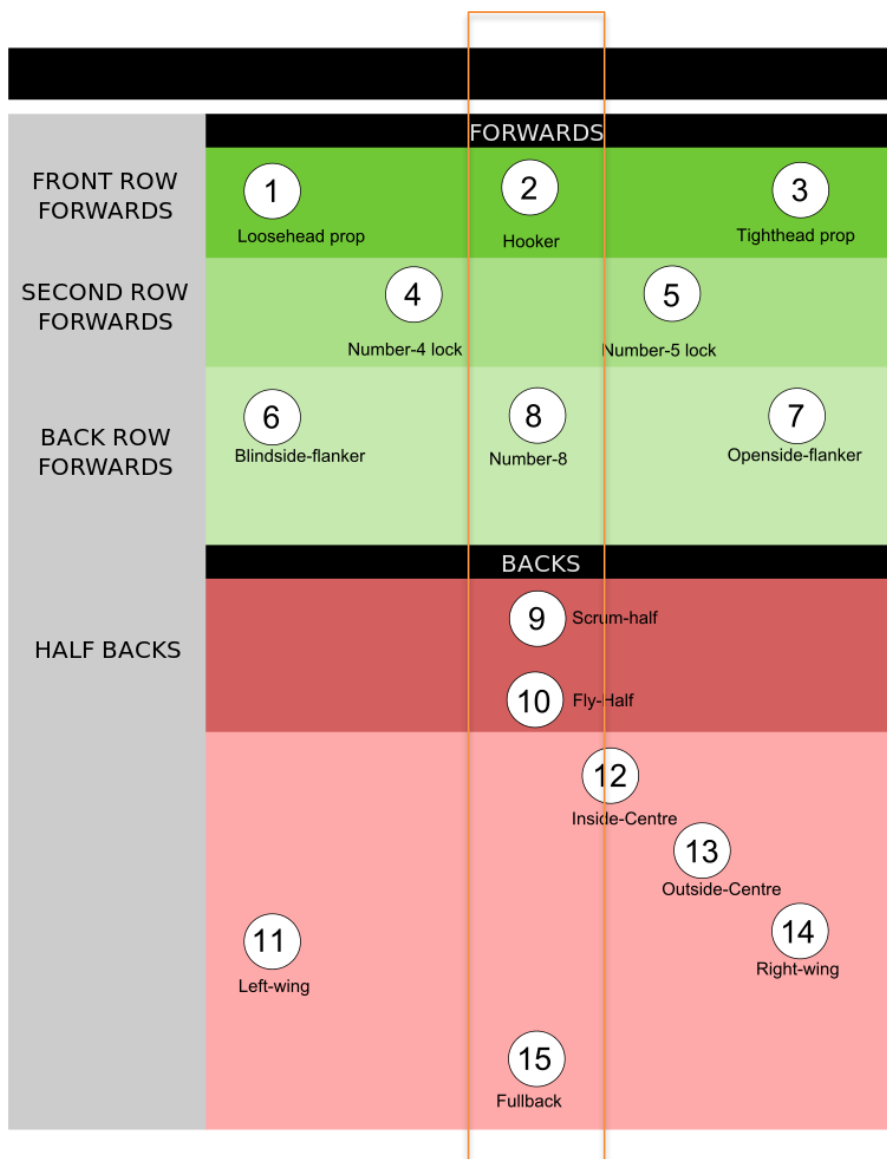 FORWARDS
FRONT ROW
FORWARDS
1
2
3
Loosehead prop
Hooker
Tighthead prop
SECOND ROW
FORWARDS
4
5
Number-4 lock
Number-5 lock
BACK ROW
FORWARDS
6
8
7
Blindside-flanker
Number-8
Openside-flanker
BACKS
HALF BACKS
9 Scrum-half
10 Fly-Half
12
Inside-Centre
13
Outside-Centre
11
14
Left-wing
Right-wing
15
Fullback